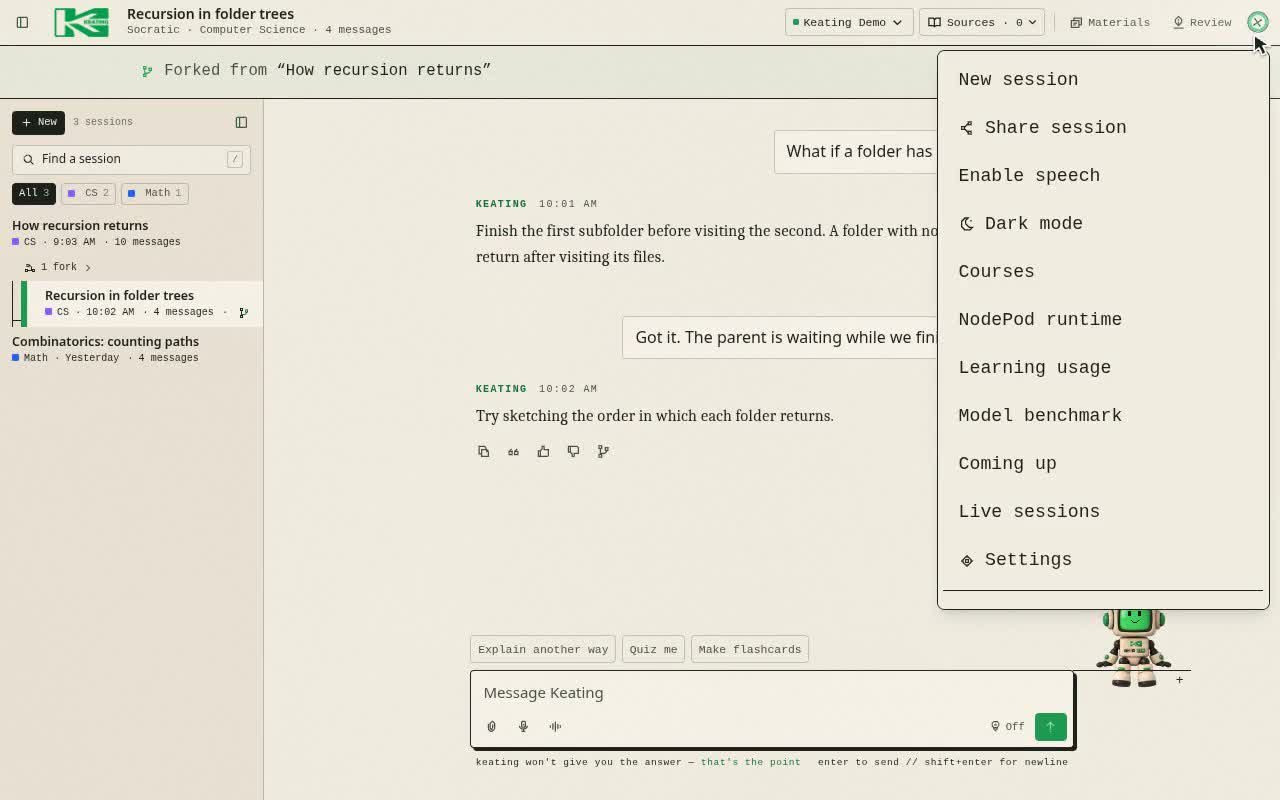 KEATING
Recursion in folder trees
Socratic · Computer Science · 4 messages
Keating Demo
Sources · 0
Materials
Review
Forked from “How recursion returns”
+ New
3 sessions
Find a session
/
All 3
CS 2
Math 1
How recursion returns
CS · 9:03 AM · 10 messages
1 fork
Recursion in folder trees
CS · 10:02 AM · 4 messages ·
Combinatorics: counting paths
Math · Yesterday · 4 messages
What if a folder has
KEATING 10:01 AM
Finish the first subfolder before visiting the second. A folder with no
return after visiting its files.
Got it. The parent is waiting while we fini
KEATING 10:02 AM
Try sketching the order in which each folder returns.
New session
Share session
Enable speech
Dark mode
Courses
NodePod runtime
Learning usage
Model benchmark
Coming up
Live sessions
Settings
Explain another way
Quiz me
Make flashcards
+
Message Keating
Off
keating won't give you the answer — that's the point
enter to send // shift+enter for newline